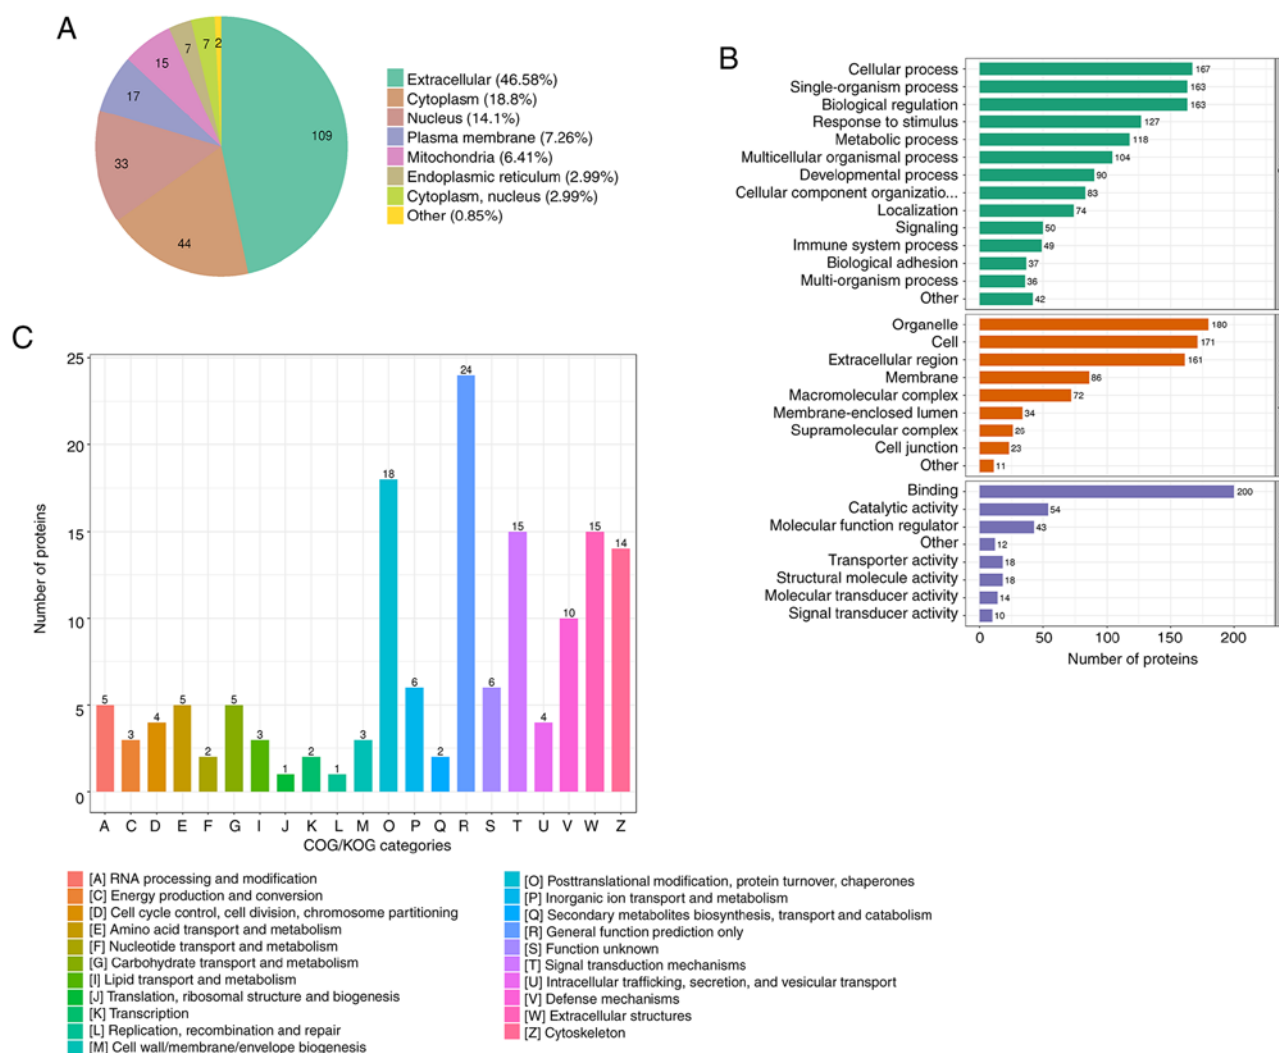 A
109
44
33
17
15
7
7
2
Extracellular (46.58%)
Cytoplasm (18.8%)
Nucleus (14.1%)
Plasma membrane (7.26%)
Mitochondria (6.41%)
Endoplasmic reticulum (2.99%)
Cytoplasm, nucleus (2.99%)
Other (0.85%)
B
Cellular process 167
Single-organism process 163
Biological regulation 163
Response to stimulus 127
Metabolic process 118
Multicellular organismal process 104
Developmental process 90
Cellular component organizatio... 83
Localization 74
Signaling 50
Immune system process 49
Biological adhesion 37
Multi-organism process 36
Other 42
Organelle 180
Cell 171
Extracellular region 161
Membrane 86
Macromolecular complex 72
Membrane-enclosed lumen 34
Supramolecular complex 26
Cell junction 23
Other 11
Binding 200
Catalytic activity 54
Molecular function regulator 43
Other 12
Transporter activity 18
Structural molecule activity 18
Molecular transducer activity 14
Signal transducer activity 10
0 50 100 150 200
Number of proteins
C
Number of proteins
25
20
15
10
5
0
5 3 4 5 2 5 3 1 2 1 3 18 6 2 24 6 15 4 10 15 14
A C D E F G I J K L M O P Q R S T U V W Z
COG/KOG categories
[A] RNA processing and modification
[C] Energy production and conversion
[D] Cell cycle control, cell division, chromosome partitioning
[E] Amino acid transport and metabolism
[F] Nucleotide transport and metabolism
[G] Carbohydrate transport and metabolism
[I] Lipid transport and metabolism
[J] Translation, ribosomal structure and biogenesis
[K] Transcription
[L] Replication, recombination and repair
[M] Cell wall/membrane/envelope biogenesis
[O] Posttranslational modification, protein turnover, chaperones
[P] Inorganic ion transport and metabolism
[Q] Secondary metabolites biosynthesis, transport and catabolism
[R] General function prediction only
[S] Function unknown
[T] Signal transduction mechanisms
[U] Intracellular trafficking, secretion, and vesicular transport
[V] Defense mechanisms
[W] Extracellular structures
[Z] Cytoskeleton